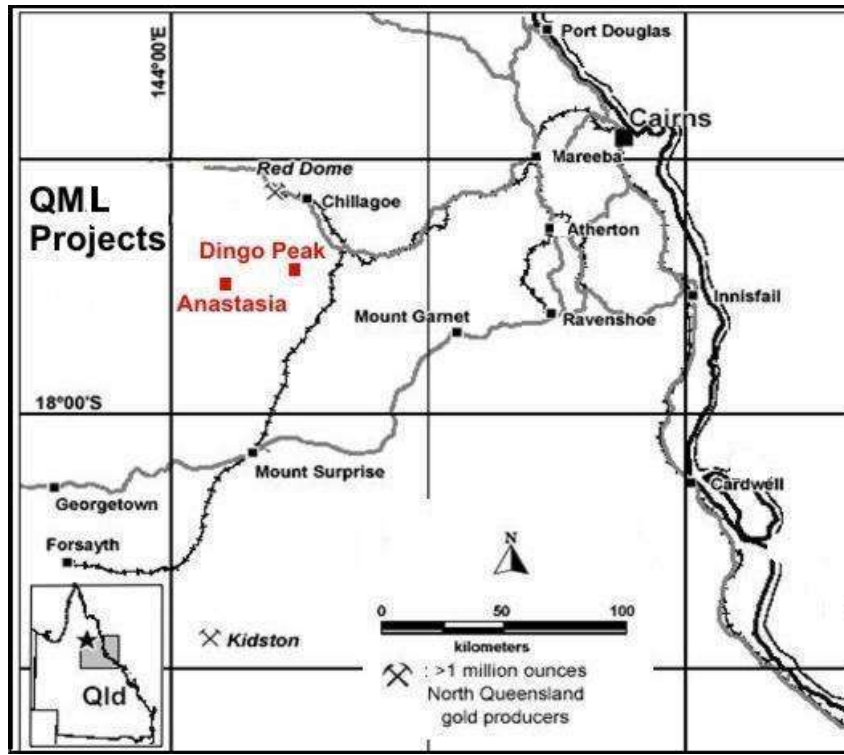 144°00'E
Port Douglas
Cairns
Mareeba
Red Dome
Chillagoe
QML
Projects
Atherton
Dingo Peak
Anastasia
Innisfail
Mount Garnet
Ravenshoe
18°00'S
Mount Surprise
Georgetown
Cardwell
Forsayth
N
0 50 100
kilometers
Kidston
: >1 million ounces
North Queensland
gold producers
Qld